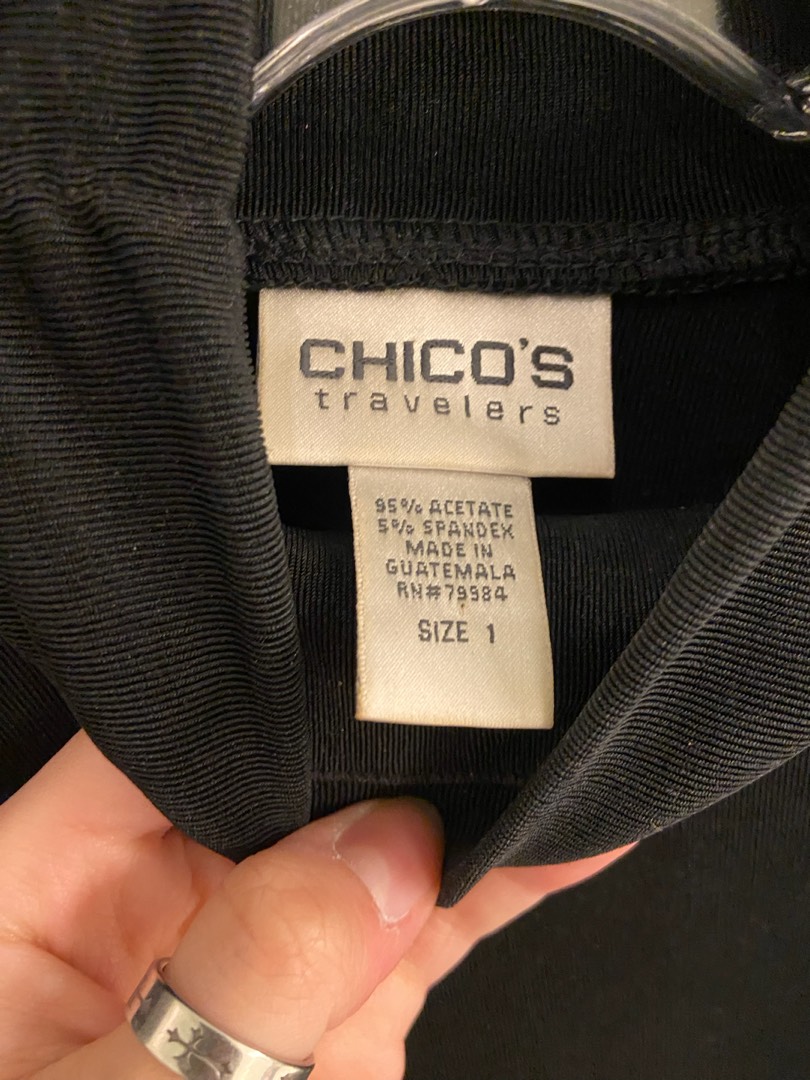 CHICO'S
travelers
95% ACETATE
5% SPANDEX
MADE IN
GUATEMALA
RN#79984
SIZE 1